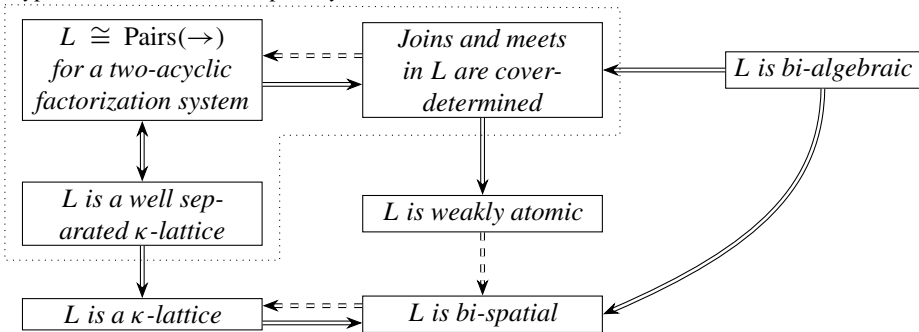 L ≅ Pairs(→)
for a two-acyclic
factorization system
Joins and meets
in L are cover-
determined
L is bi-algebraic
L is a well sep-
arated κ-lattice
L is weakly atomic
L is a κ-lattice
L is bi-spatial